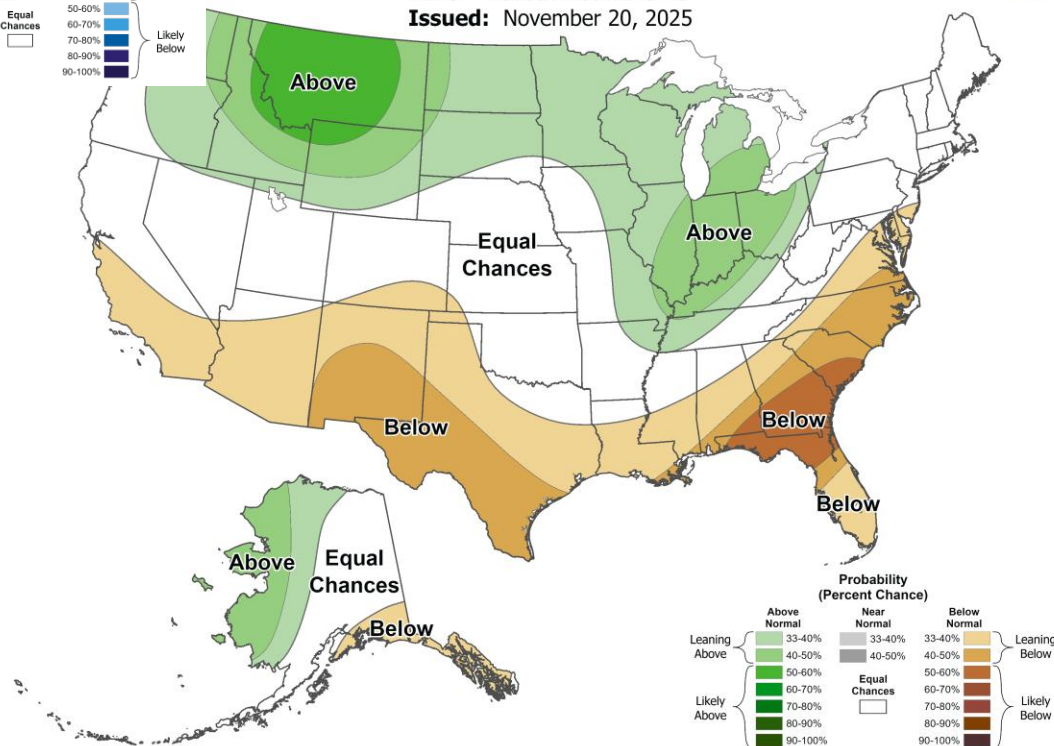 Equal
Chances
50-60%
60-70%
70-80%
80-90%
90-100%
Likely
Below
Issued: November 20, 2025
Above
Above
Equal
Chances
Below
Below
Below
Above
Equal
Chances
Below
Probability
(Percent Chance)
Above
Normal
Near
Normal
Below
Normal
Leaning
Above
33-40%
40-50%
33-40%
40-50%
33-40%
40-50%
Leaning
Below
Likely
Above
50-60%
60-70%
70-80%
80-90%
90-100%
Equal
Chances
50-60%
60-70%
70-80%
80-90%
90-100%
Likely
Below